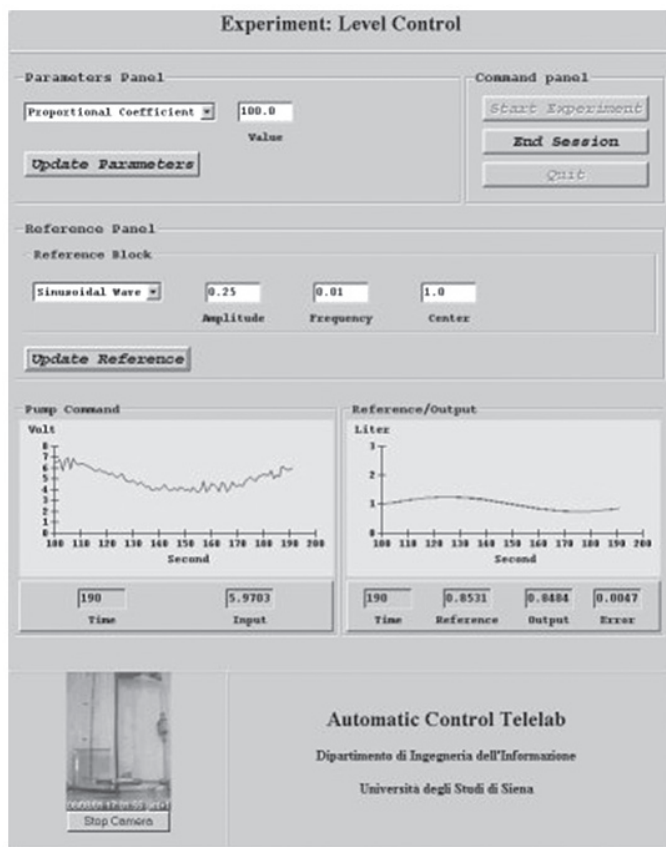 Experiment: Level Control
Parameters Panel
Proportional Coefficient
100.0
Value
Update Parameters
Command panel
Start Experiment
End Session
Quit
Reference Panel
Reference Block
Sinusoidal Wave
0.25
0.01
1.0
Amplitude
Frequency
Center
Update Reference
Pump Command
Volt
8
7
6
5
4
3
2
1
0
100 110 120 130 140 150 160 170 180 190 200
Second
190
5.9703
Time
Input
Reference/Output
Liter
3
2
1
0
100 110 120 130 140 150 160 170 180 190 200
Second
190
0.8531
0.8484
0.0047
Time
Reference
Output
Error
Stop Camera
Automatic Control Telelab
Dipartimento di Ingegneria dell'Informazione
Università degli Studi di Siena